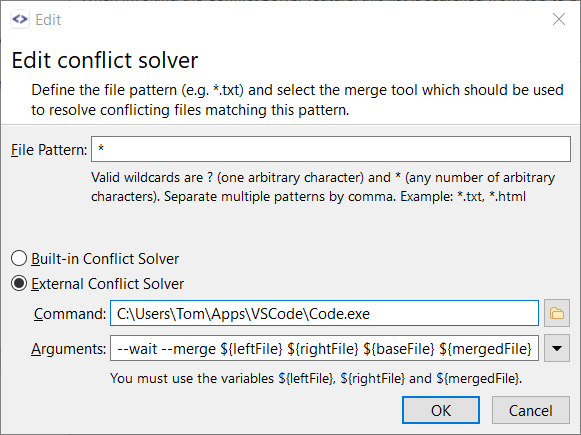 Edit
Edit conflict solver
Define the file pattern (e.g. *.txt) and select the merge tool which should be used
to resolve conflicting files matching this pattern.
File Pattern: *
Valid wildcards are ? (one arbitrary character) and * (any number of arbitrary
characters). Separate multiple patterns by comma. Example: *.txt, *.html
Built-in Conflict Solver
External Conflict Solver
Command: C:\Users\Tom\Apps\VSCode\Code.exe
Arguments: --wait --merge ${leftFile} ${rightFile} ${baseFile} ${mergedFile}
You must use the variables ${leftFile}, ${rightFile} and ${mergedFile}.
OK Cancel